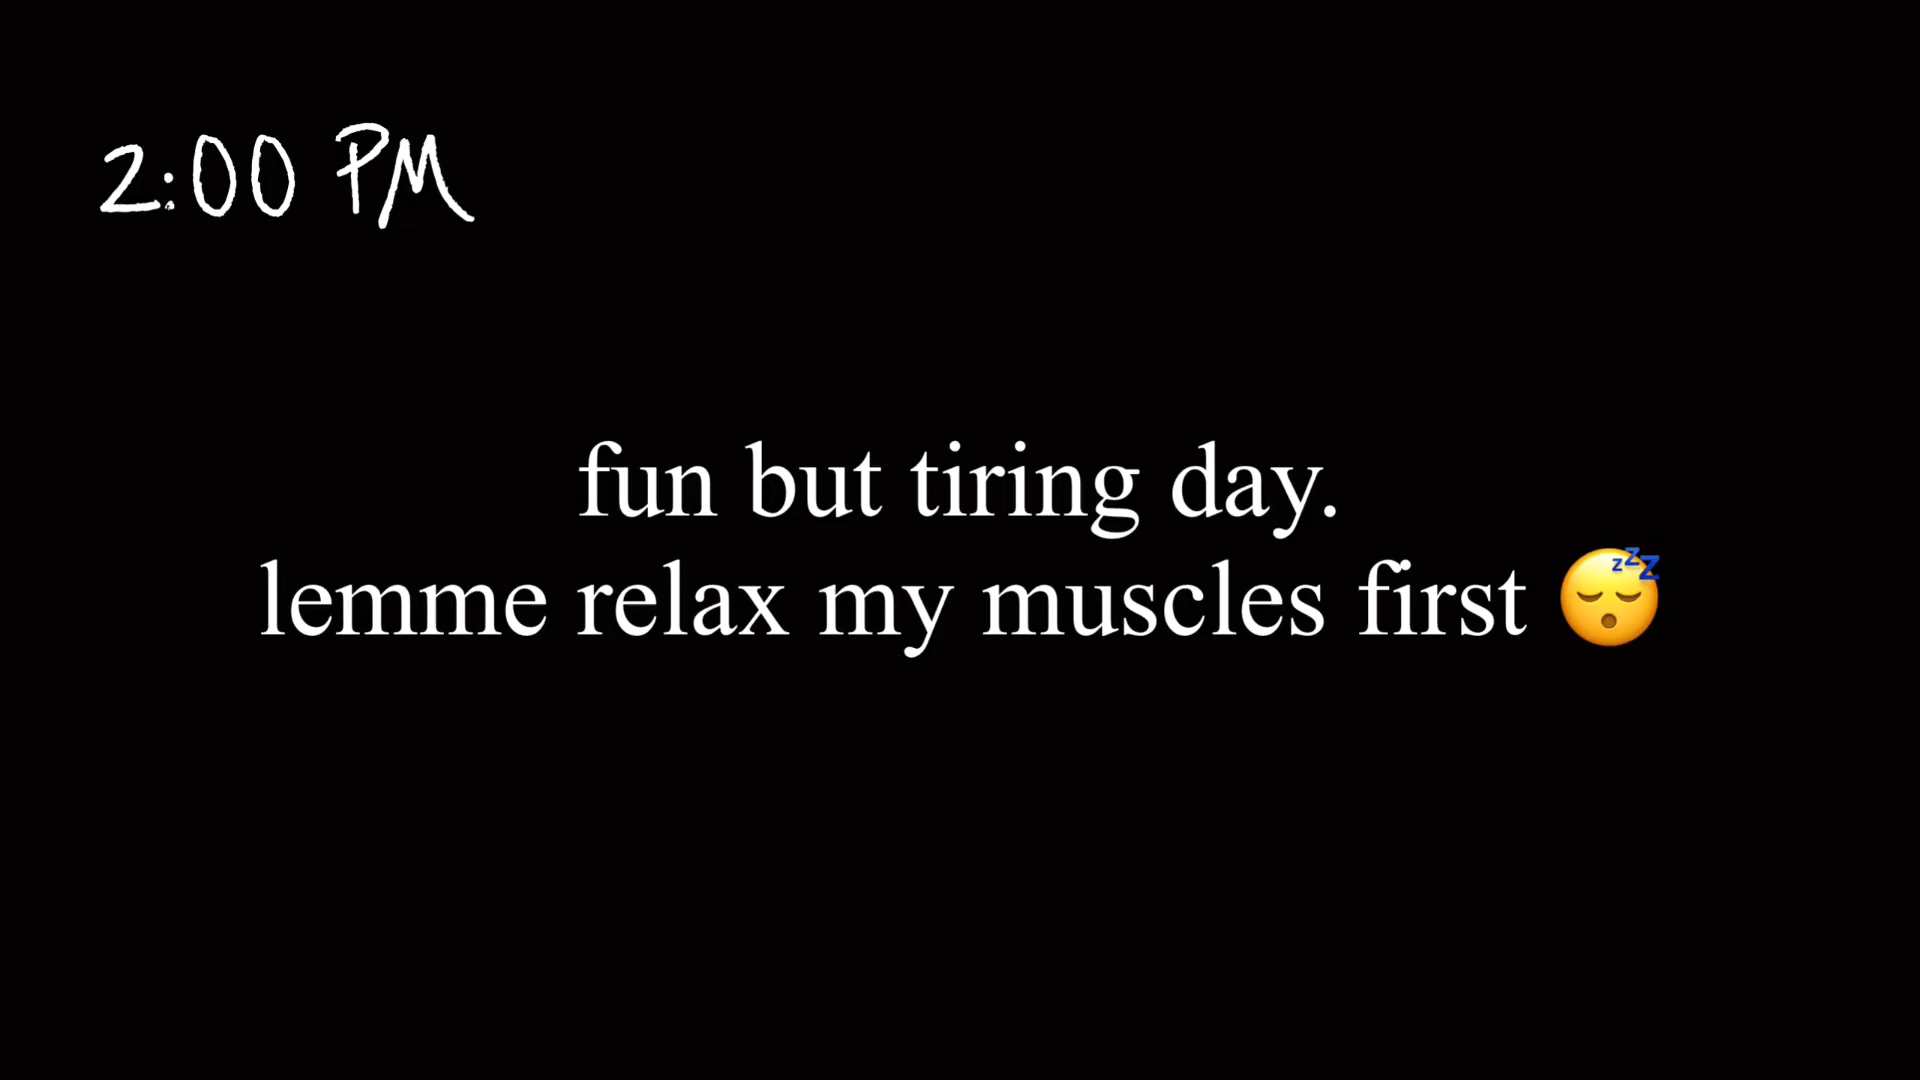 2:00 PM
fun but tiring day.
lemme relax my muscles first 😴